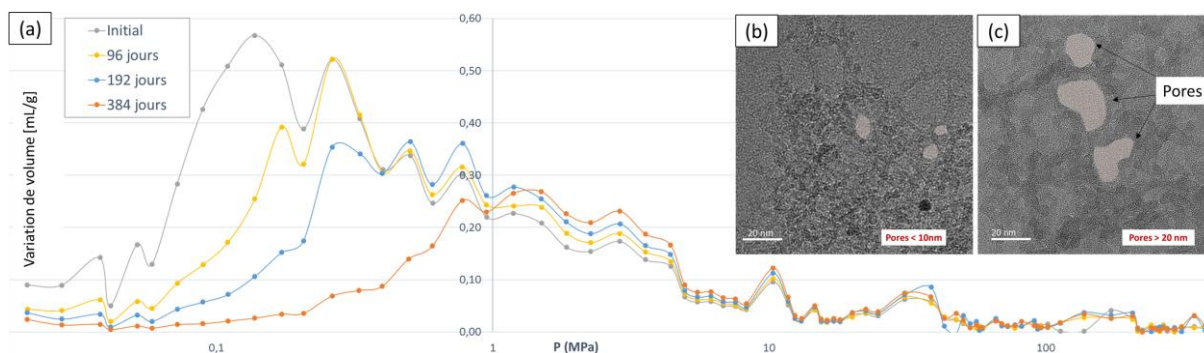 (a)
Initial
96 jours
192 jours
384 jours
Variation de volume [mL/g]
0,60
0,50
0,40
0,30
0,20
0,10
0,00
0,1
1
P (MPa)
10
100
(b)
20 nm
Pores < 10nm
(c)
Pores
20 nm
Pores > 20 nm